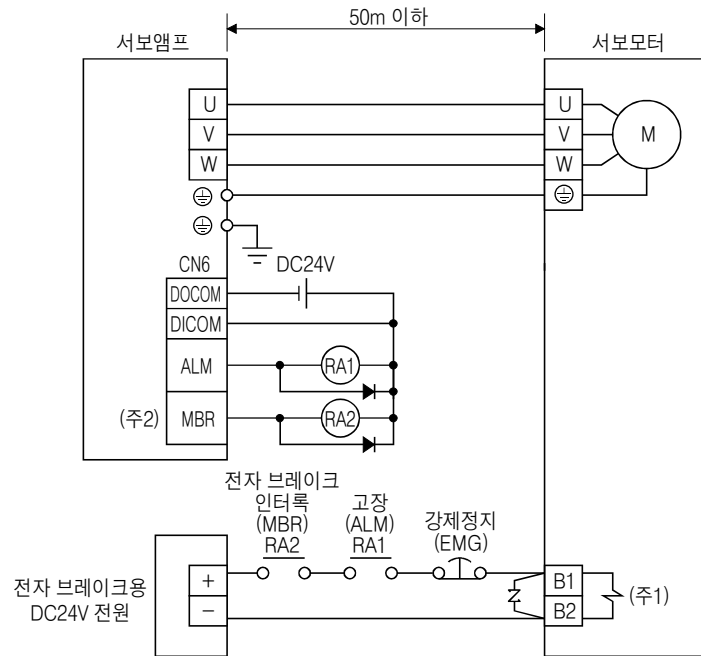 50m 이하
서보앰프
서보모터
U
V
W
U
V
W
M
CN6
DC24V
DOCOM
DICOM
ALM
RA1
(주2)
MBR
RA2
전자 브레이크
인터록
(MBR)
RA2
고장
(ALM)
RA1
강제정지
(EMG)
전자 브레이크용
DC24V 전원
+
−
B1
B2
(주1)